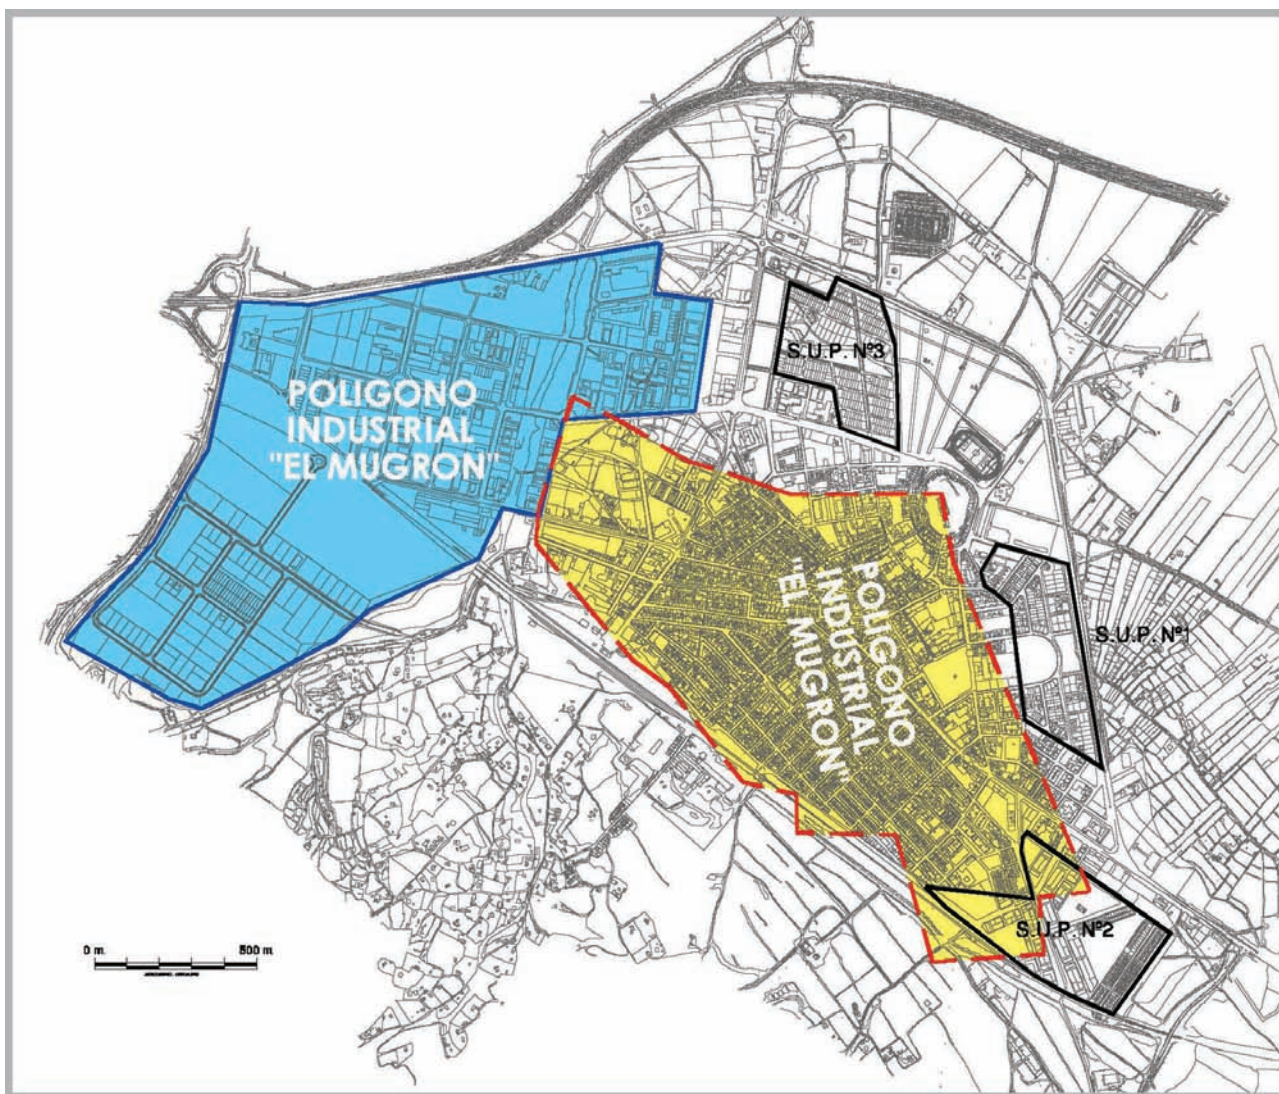 S.U.P. Nº3
POLIGONO
INDUSTRIAL
"EL MUGRON"
POLIGONO
INDUSTRIAL
"EL MUGRON"
S.U.P. Nº1
S.U.P. Nº2
0 m. 500 m.